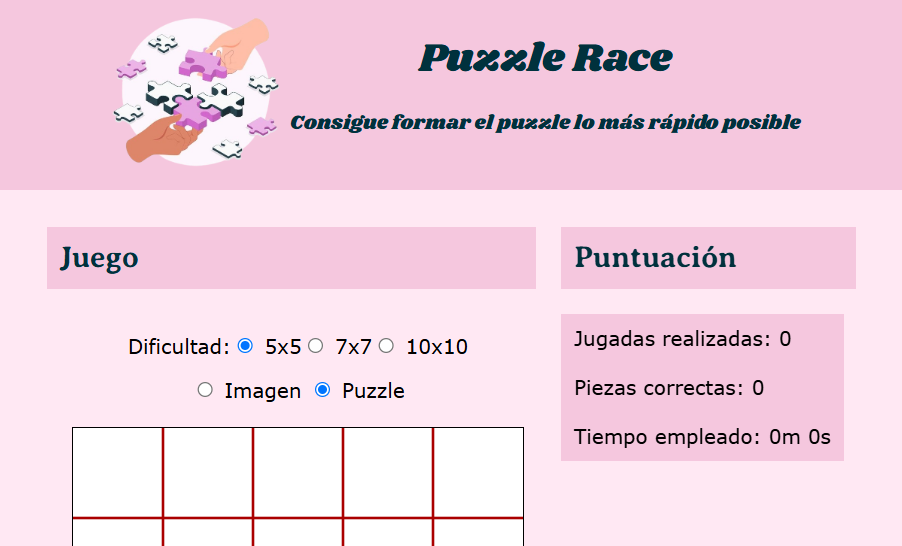 Puzzle Race
Consigue formar el puzzle lo más rápido posible
Juego
Puntuación
Dificultad: 5x5 7x7 10x10
Imagen Puzzle
Jugadas realizadas: 0
Piezas correctas: 0
Tiempo empleado: 0m 0s